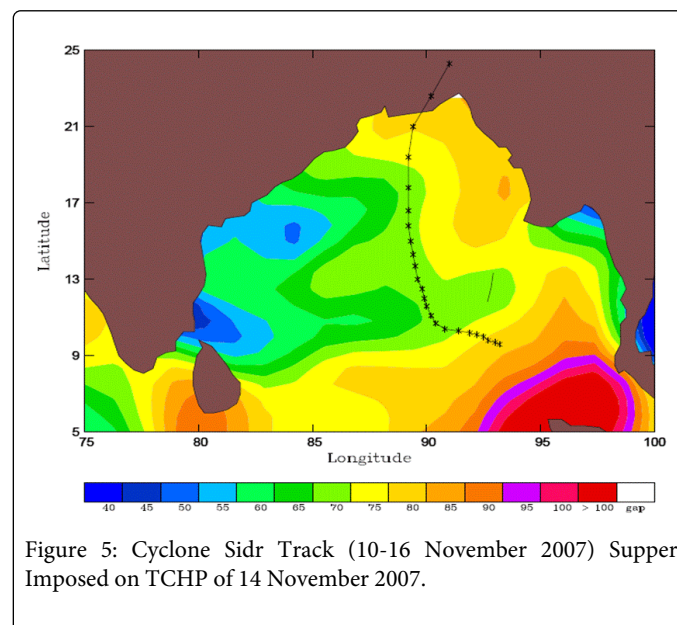 25
21
17
13
9
5
Latitude
75 80 85 90 95 100
Longitude
40 45 50 55 60 65 70 75 80 85 90 95 100 > 100 gap
Figure 5: Cyclone Sidr Track (10-16 November 2007) Supper
Imposed on TCHP of 14 November 2007.